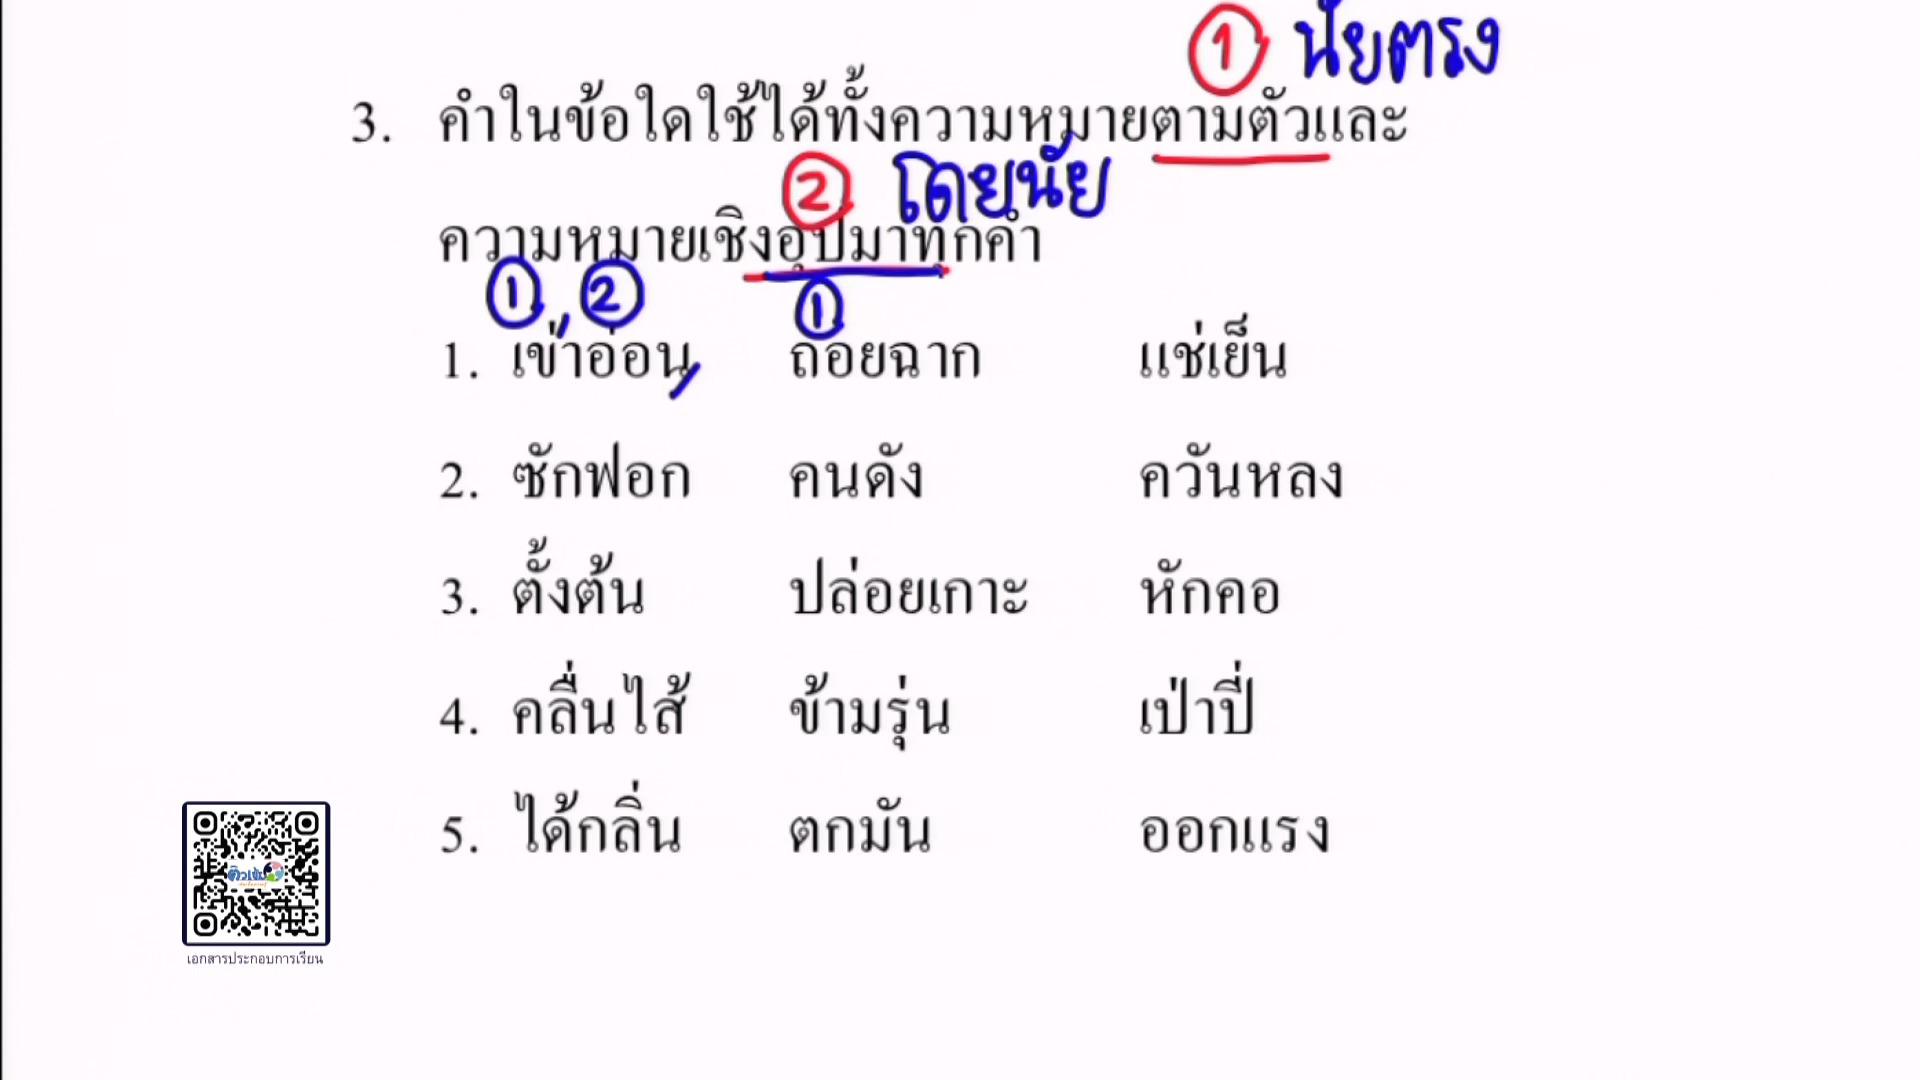 ① นัยตรง
3. คำในข้อใดใช้ได้ทั้งความหมายตามตัวและ
② โดยนัย
ความหมายเชิงอุปมาทุกคำ
①, ② ①
1. เข่าอ่อน, ถอยฉาก แช่เย็น
2. ซักฟอก คนดัง ควันหลง
3. ตั้งต้น ปล่อยเกาะ หักคอ
4. คลื่นไส้ ข้ามรุ่น เป่าปี่
5. ได้กลิ่น ตกมัน ออกแรง
ติวเข้ม
เอกสารประกอบการเรียน